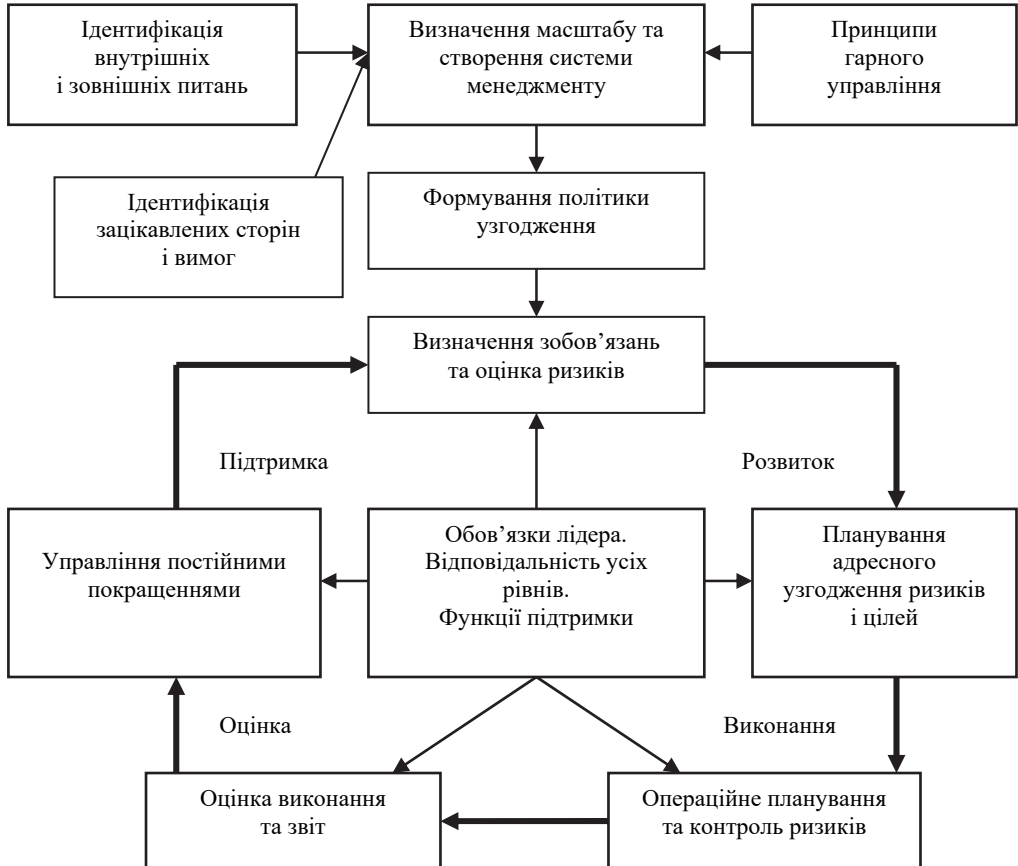 Ідентифікація
внутрішніх
і зовнішніх питань
Визначення масштабу та
створення системи
менеджменту
Принципи
гарного
управління
Ідентифікація
зацікавлених сторін
і вимог
Формування політики
узгодження
Визначення зобов’язань
та оцінка ризиків
Підтримка
Розвиток
Управління постійними
покращеннями
Обов’язки лідера.
Відповідальність усіх
рівнів.
Функції підтримки
Планування
адресного
узгодження ризиків
і цілей
Оцінка
Виконання
Оцінка виконання
та звіт
Операційне планування
та контроль ризиків